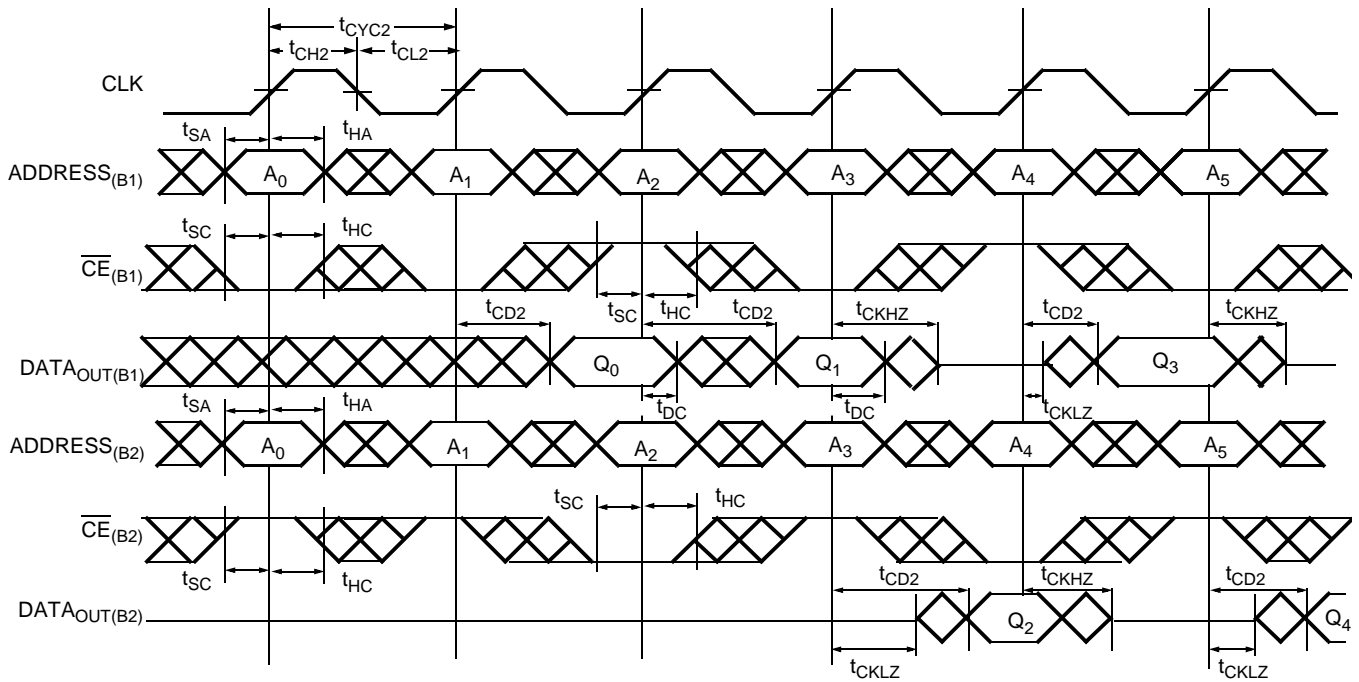 tCYC2
tCH2 tCL2
CLK
tSA tHA
ADDRESS(B1) A0 A1 A2 A3 A4 A5
tSC tHC
CE(B1)
tSC tHC
tCD2 tCD2 tCKHZ tCD2 tCKHZ
DATAOUT(B1) Q0 Q1 Q3
tDC tDC tCKLZ
tSA tHA
ADDRESS(B2) A0 A1 A2 A3 A4 A5
tSC tHC
CE(B2)
tSC tHC
tCD2 tCKHZ tCD2
DATAOUT(B2) Q2 Q4
tCKLZ tCKLZ